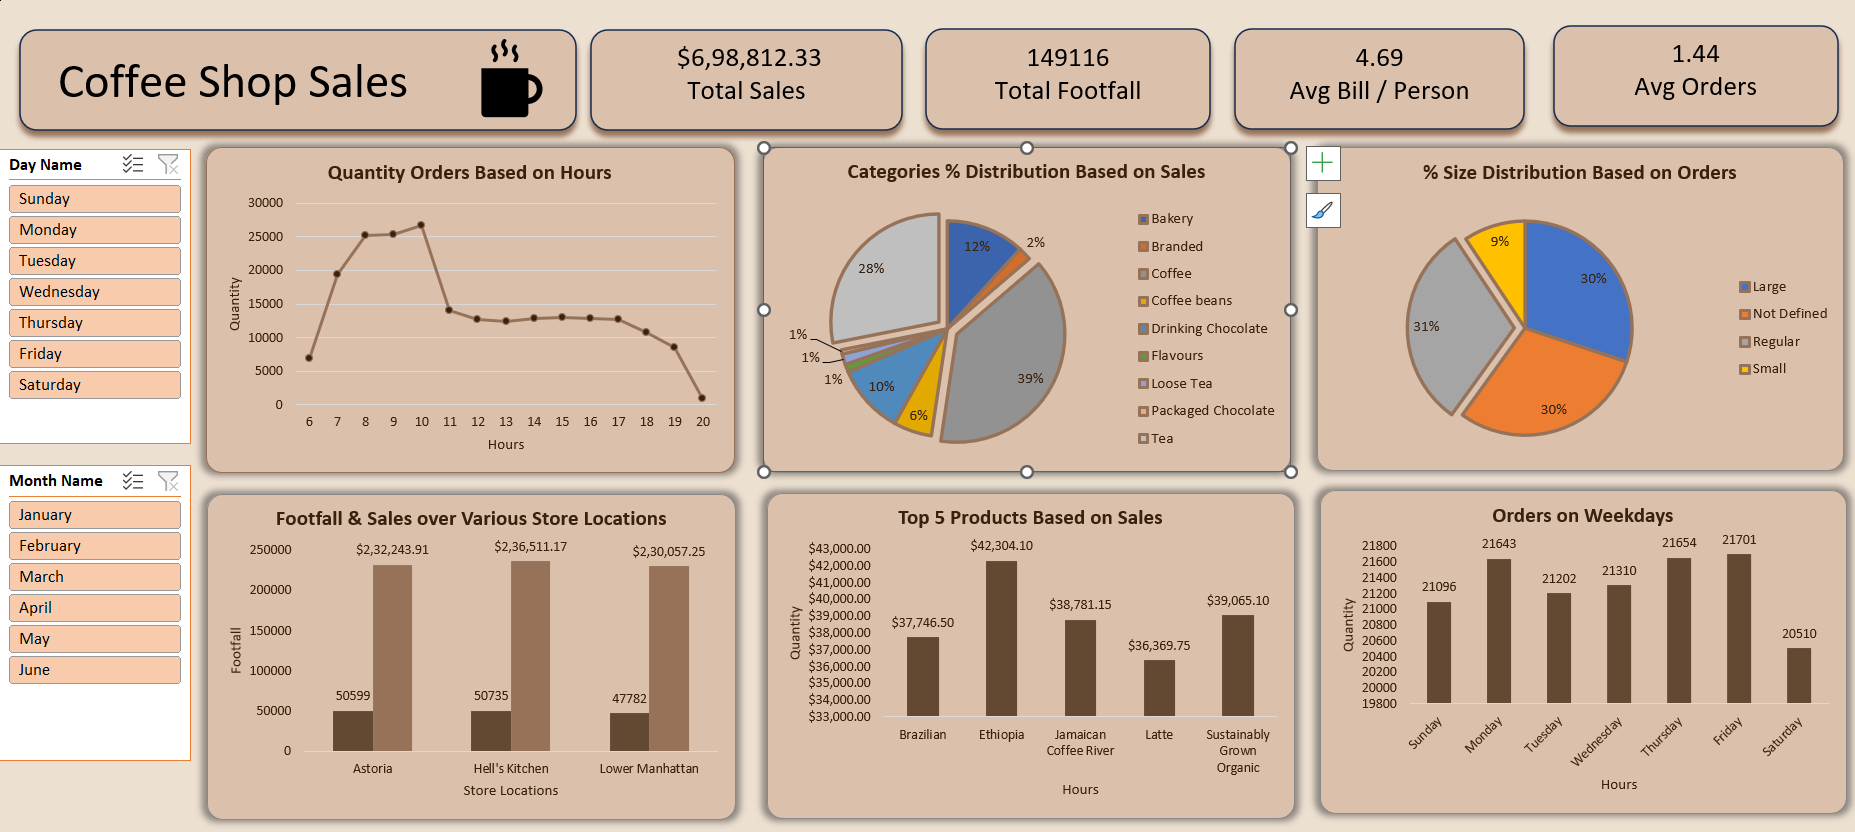 Coffee Shop Sales
$6,98,812.33
Total Sales
149116
Total Footfall
4.69
Avg Bill / Person
1.44
Avg Orders
Day Name
Sunday
Monday
Tuesday
Wednesday
Thursday
Friday
Saturday
Month Name
January
February
March
April
May
June
Quantity Orders Based on Hours
30000
25000
20000
15000
10000
5000
0
Quantity
6 7 8 9 10 11 12 13 14 15 16 17 18 19 20
Hours
Categories % Distribution Based on Sales
12%
2%
39%
6%
10%
1%
1%
1%
28%
Bakery
Branded
Coffee
Coffee beans
Drinking Chocolate
Flavours
Loose Tea
Packaged Chocolate
Tea
% Size Distribution Based on Orders
30%
30%
31%
9%
Large
Not Defined
Regular
Small
Footfall & Sales over Various Store Locations
250000
200000
150000
100000
50000
0
Footfall
$2,32,243.91
$2,36,511.17
$2,30,057.25
50599
50735
47782
Astoria
Hell's Kitchen
Lower Manhattan
Store Locations
Top 5 Products Based on Sales
$43,000.00
$42,000.00
$41,000.00
$40,000.00
$39,000.00
$38,000.00
$37,000.00
$36,000.00
$35,000.00
$34,000.00
$33,000.00
Quantity
$37,746.50
$42,304.10
$38,781.15
$36,369.75
$39,065.10
Brazilian
Ethiopia
Jamaican
Coffee River
Latte
Sustainably
Grown
Organic
Hours
Orders on Weekdays
21800
21600
21400
21200
21000
20800
20600
20400
20200
20000
19800
Quantity
21096
21643
21202
21310
21654
21701
20510
Sunday
Monday
Tuesday
Wednesday
Thursday
Friday
Saturday
Hours